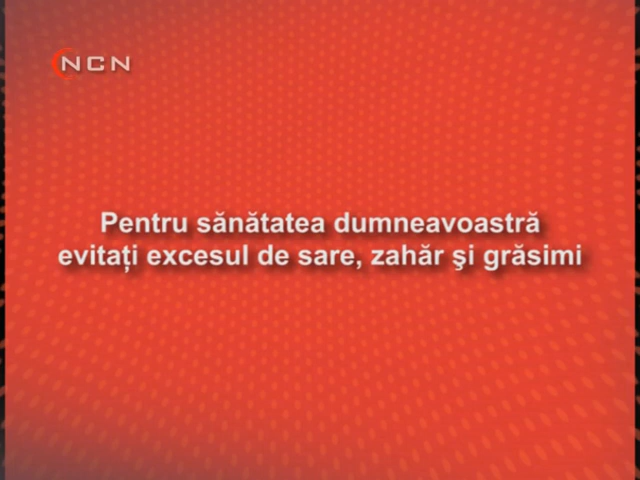 NCN
Pentru sănătatea dumneavoastră
evitați excesul de sare, zahăr şi grăsimi